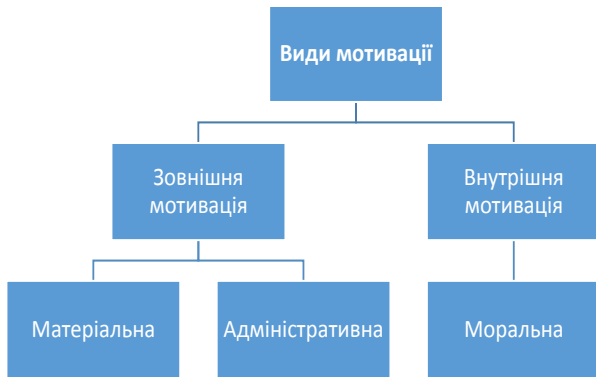 Види мотивації
Зовнішня
мотивація
Внутрішня
мотивація
Матеріальна
Адміністративна
Моральна